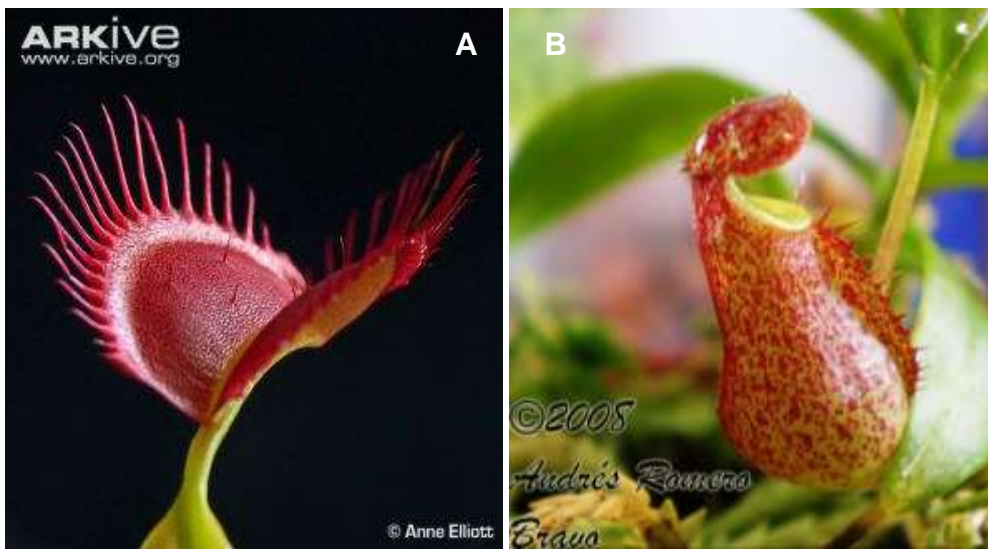 ARKive
www.arkive.org
A
© Anne Elliott
B
©2008
Andrés Romero
Bravo